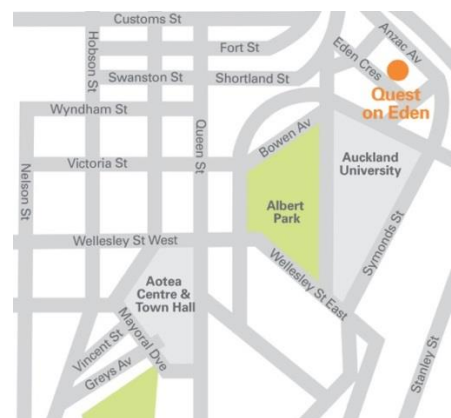 Customs St
Anzac Av
Hobson St
Fort St
Eden Cres
Swanston St
Shortland St
Quest
on Eden
Wyndham St
Queen St
Bowen Av
Victoria St
Auckland
University
Nelson St
Albert
Park
Symonds St
Wellesley St West
Wellesley St East
Aotea
Centre &
Town Hall
Mayoral Dve
Vincent St
Greys Av
Stanley St